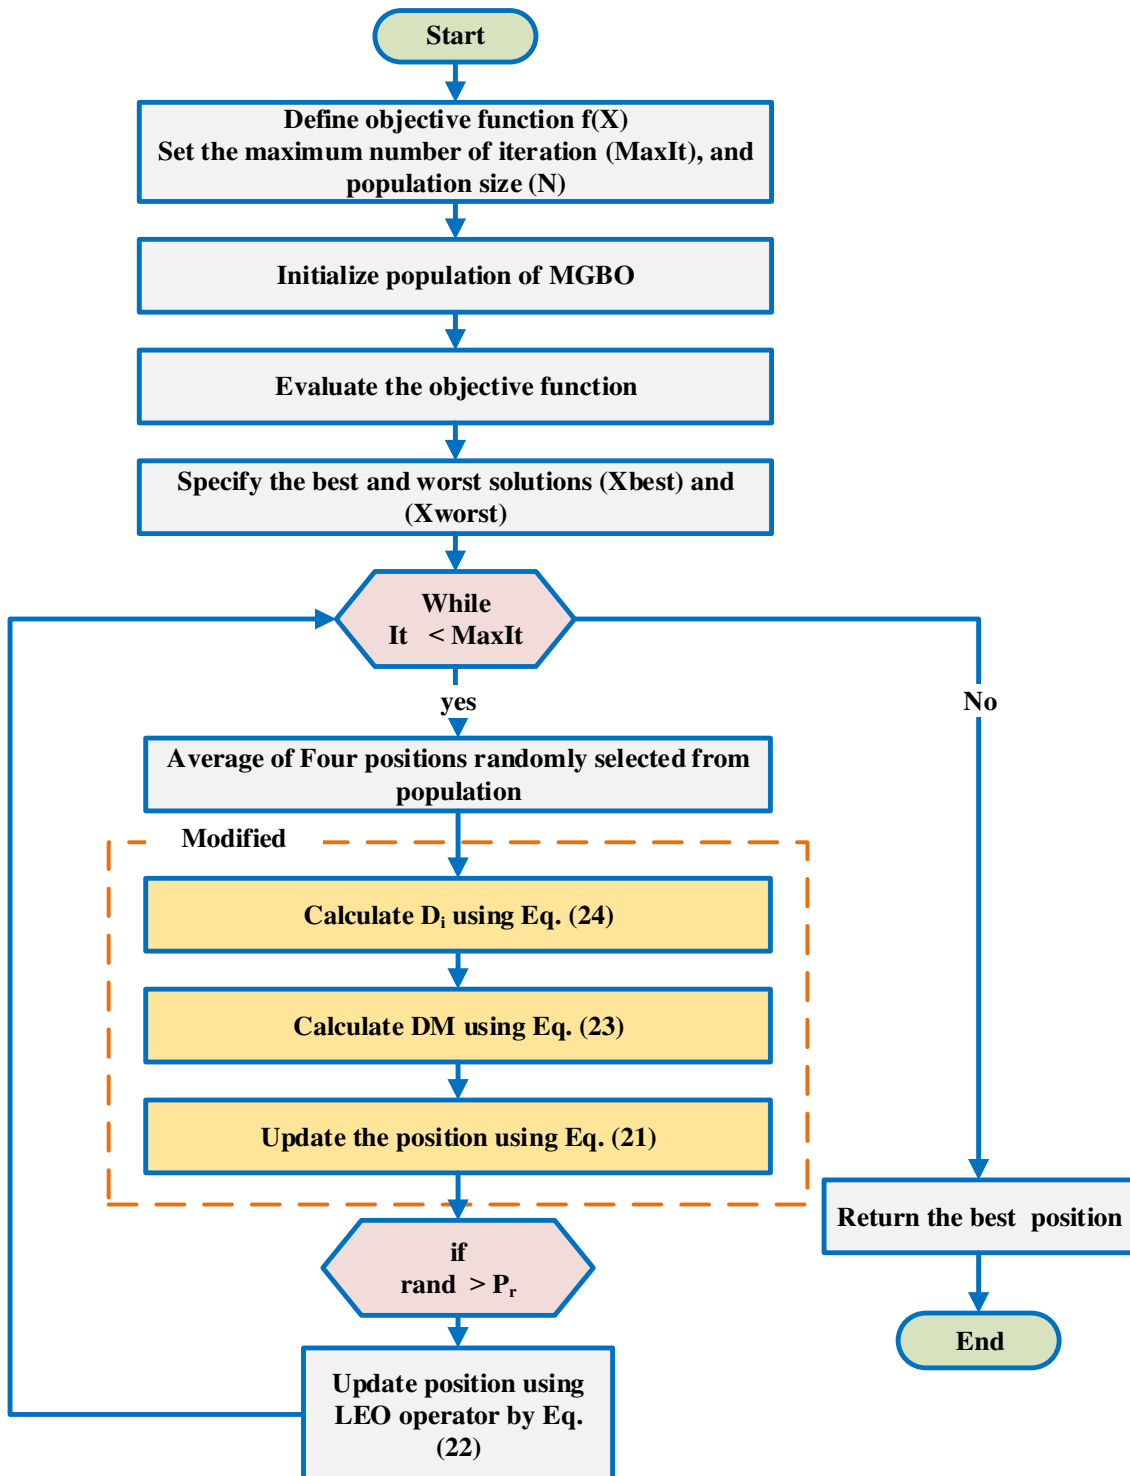 Start
Define objective function f(X)
Set the maximum number of iteration (MaxIt), and
population size (N)
Initialize population of MGBO
Evaluate the objective function
Specify the best and worst solutions (Xbest) and
(Xworst)
While
It < MaxIt
yes
No
Average of Four positions randomly selected from
population
Modified
Calculate Di using Eq. (24)
Calculate DM using Eq. (23)
Update the position using Eq. (21)
Return the best position
if
rand > Pr
End
Update position using
LEO operator by Eq.
(22)